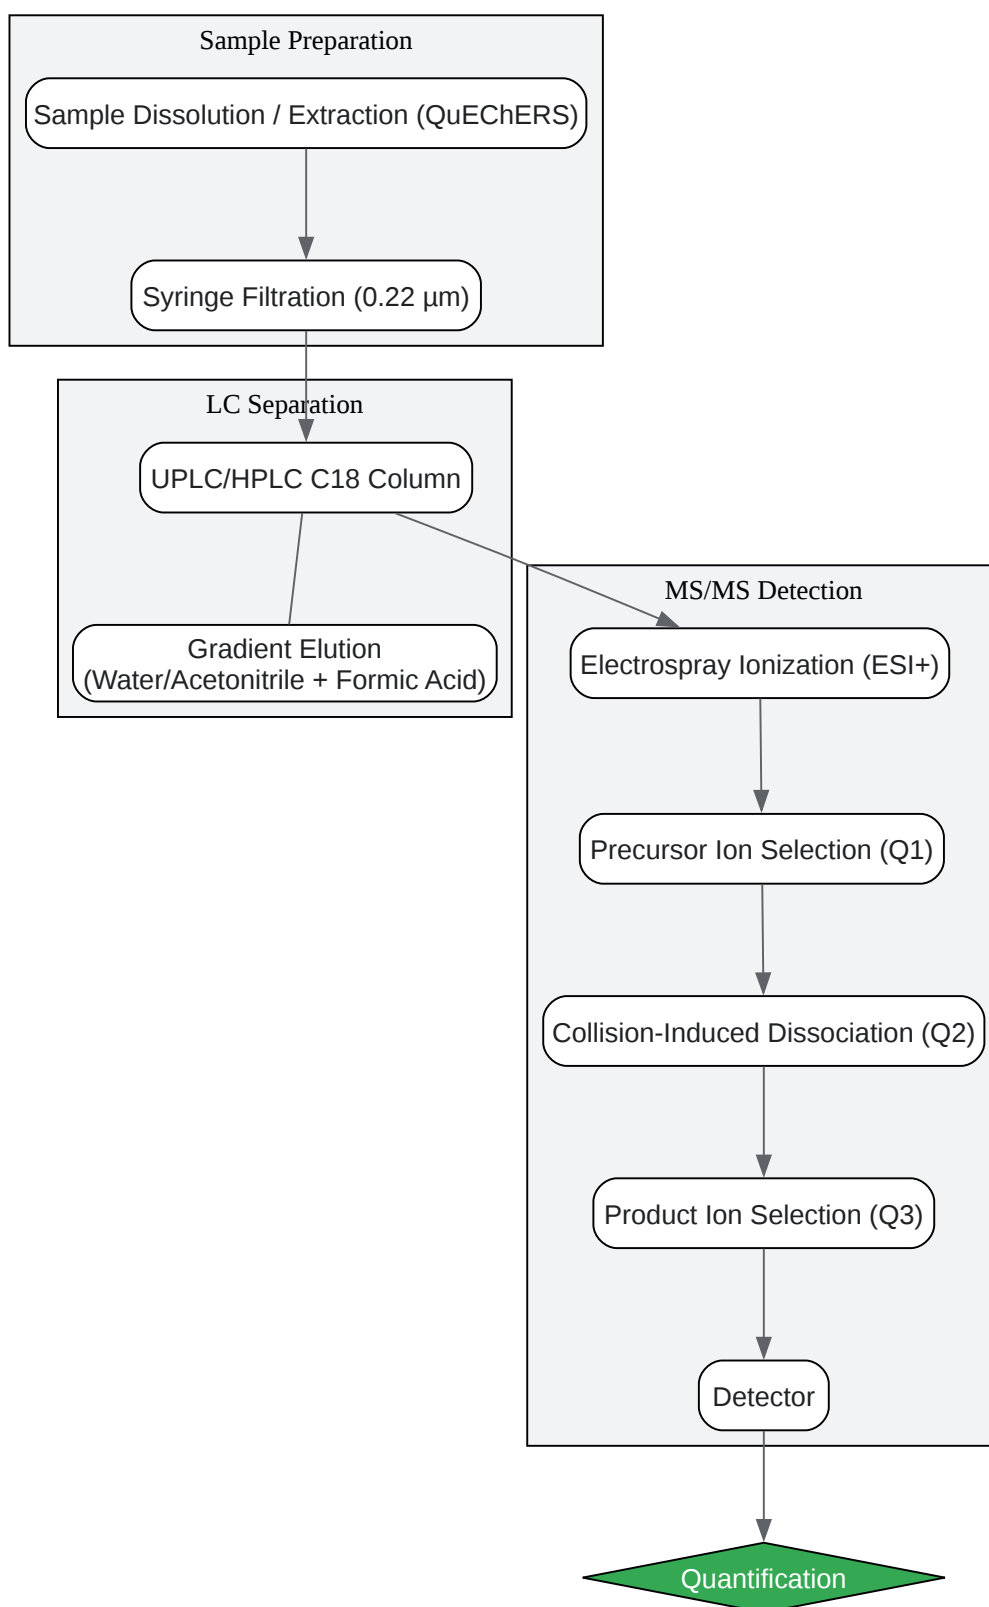 Sample Preparation
Sample Dissolution / Extraction (QuEChERS)
Syringe Filtration (0.22 µm)
LC Separation
UPLC/HPLC C18 Column
Gradient Elution
(Water/Acetonitrile + Formic Acid)
MS/MS Detection
Electrospray Ionization (ESI+)
Precursor Ion Selection (Q1)
Collision-Induced Dissociation (Q2)
Product Ion Selection (Q3)
Detector
Quantification